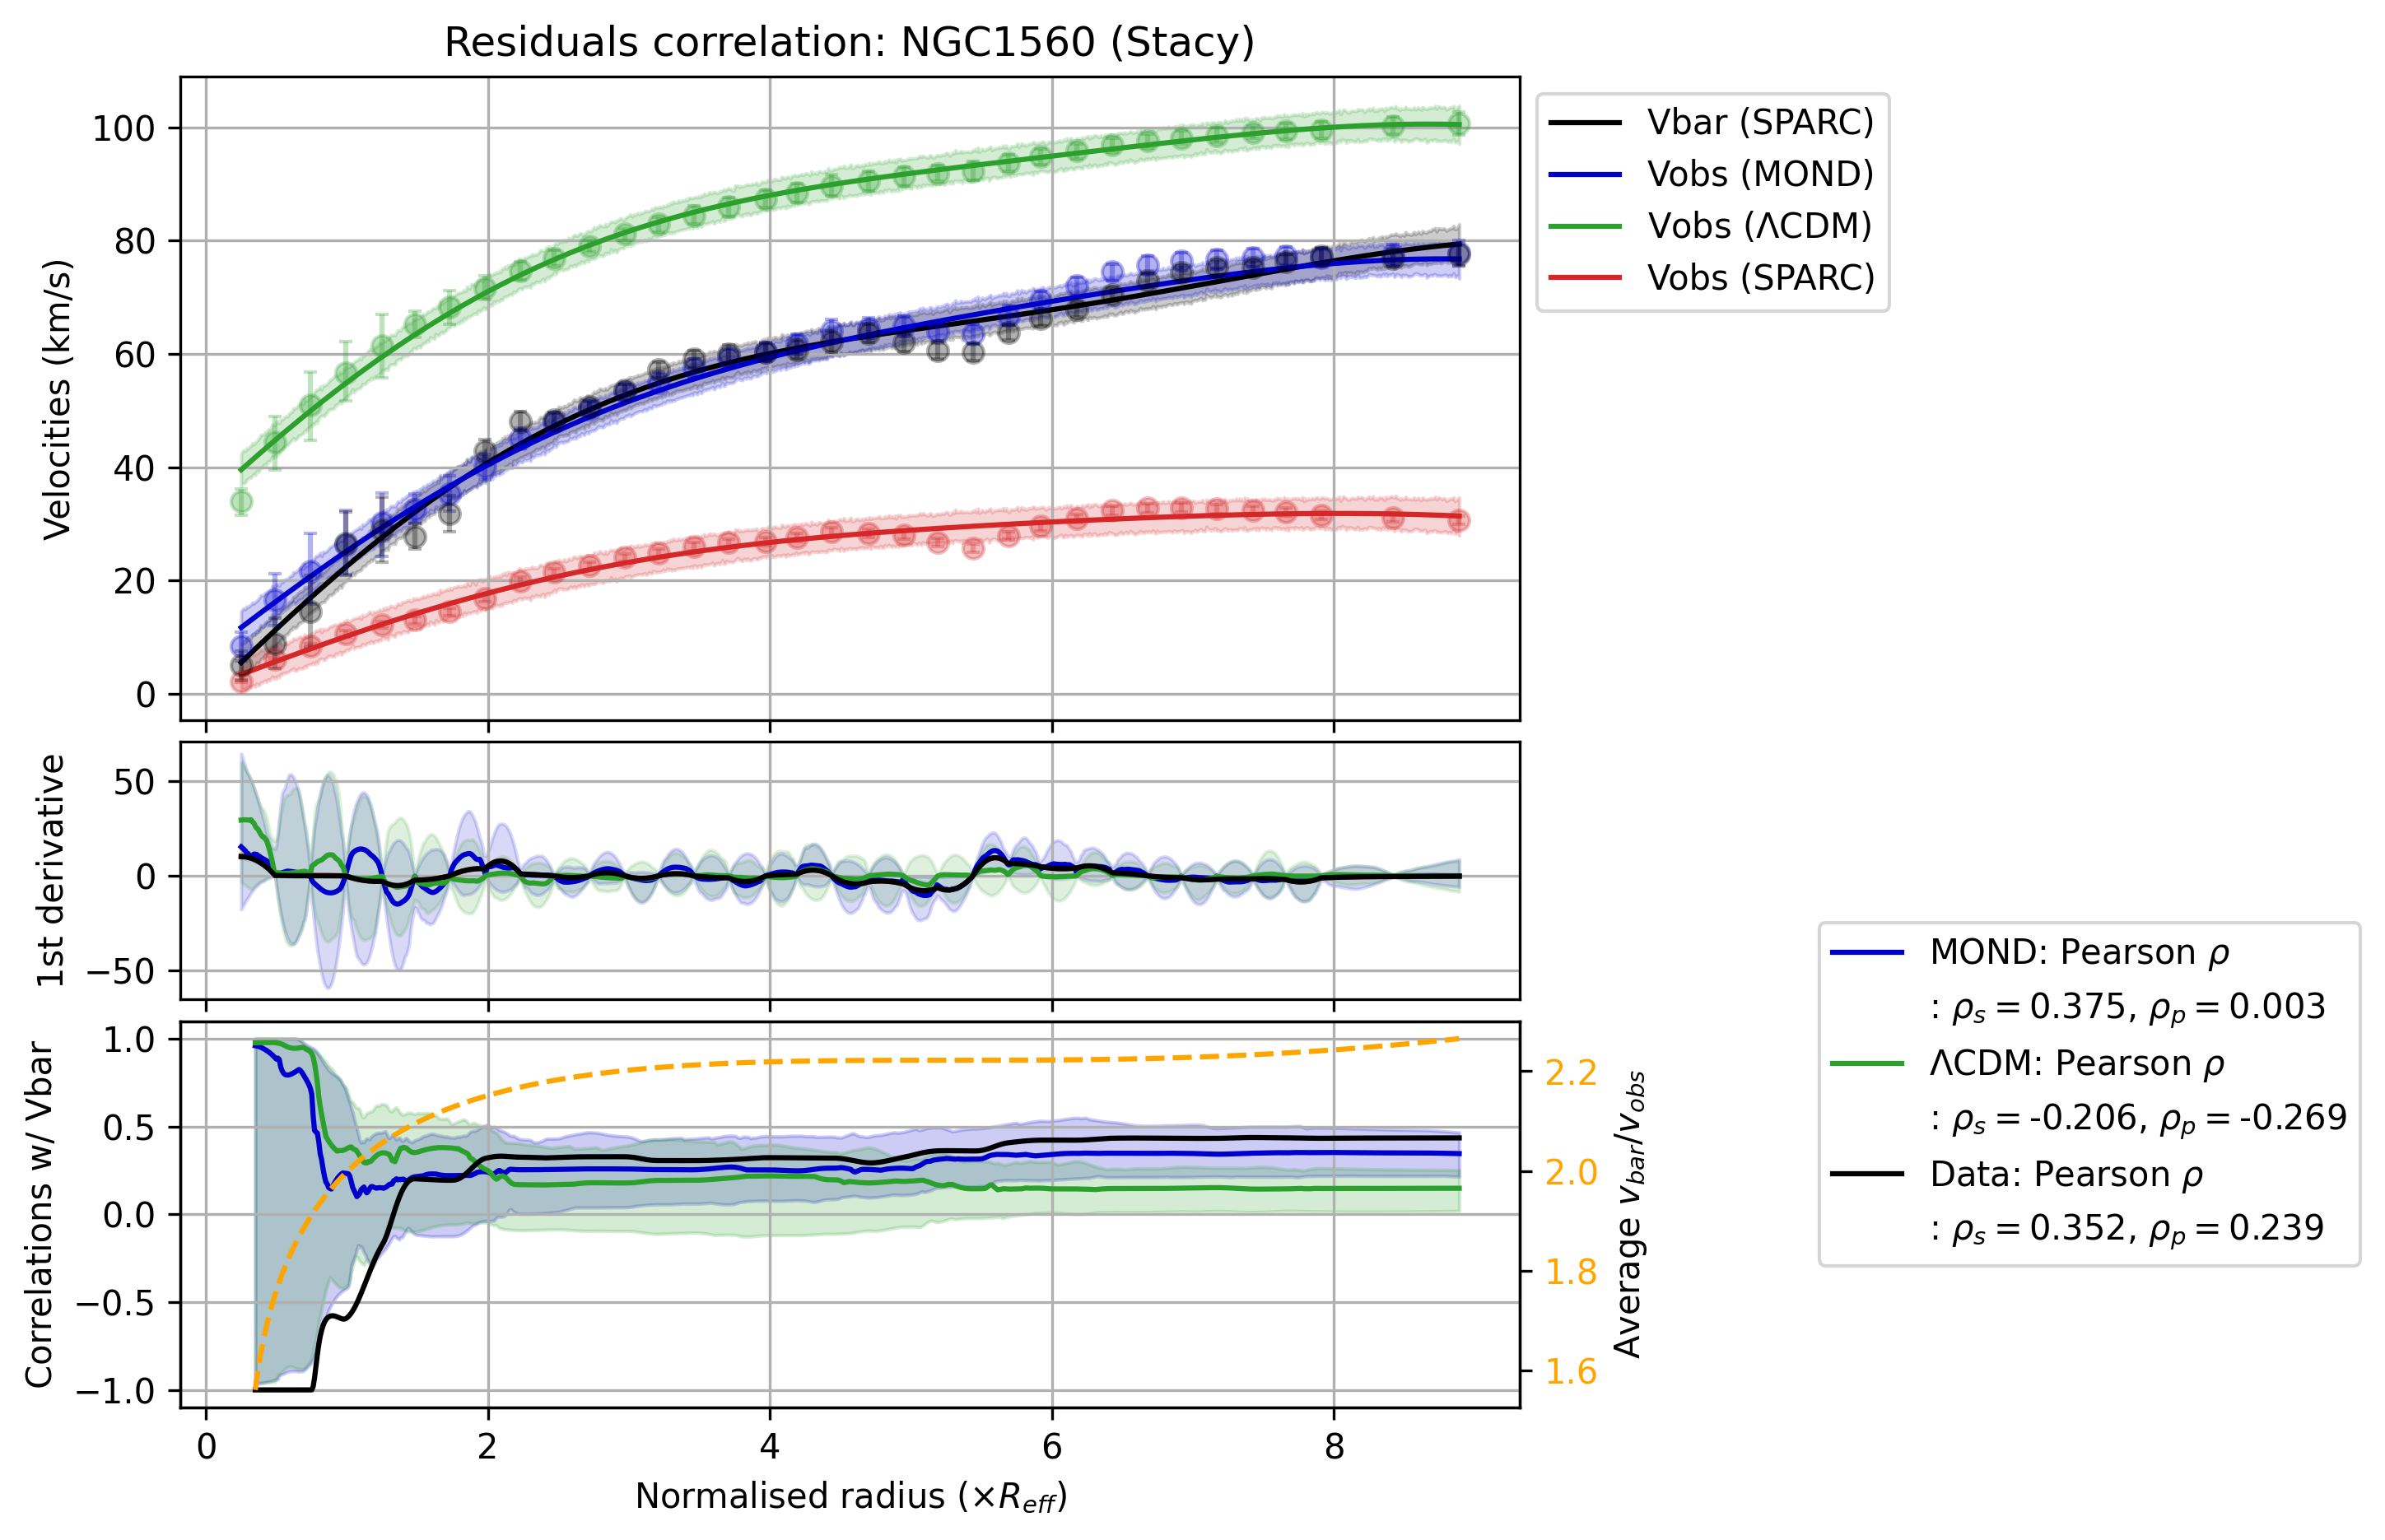 Residuals correlation: NGC1560 (Stacy)
Velocities (km/s)
100
80
60
40
20
0
Vbar (SPARC)
Vobs (MOND)
Vobs (ΛCDM)
Vobs (SPARC)
1st derivative
50
0
−50
Correlations w/ Vbar
1.0
0.5
0.0
−0.5
−1.0
2.2
2.0
1.8
1.6
Average v_bar/v_obs
MOND: Pearson ρ
: ρ_s = 0.375, ρ_p = 0.003
ΛCDM: Pearson ρ
: ρ_s = -0.206, ρ_p = -0.269
Data: Pearson ρ
: ρ_s = 0.352, ρ_p = 0.239
0 2 4 6 8
Normalised radius (×R_eff)